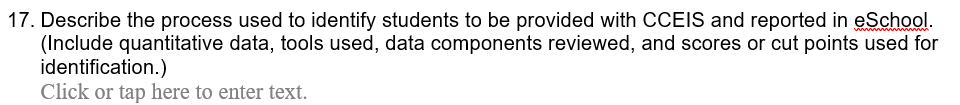 17. Describe the process used to identify students to be provided with CCEIS and reported in eSchool.
(Include quantitative data, tools used, data components reviewed, and scores or cut points used for
identification.)
Click or tap here to enter text.